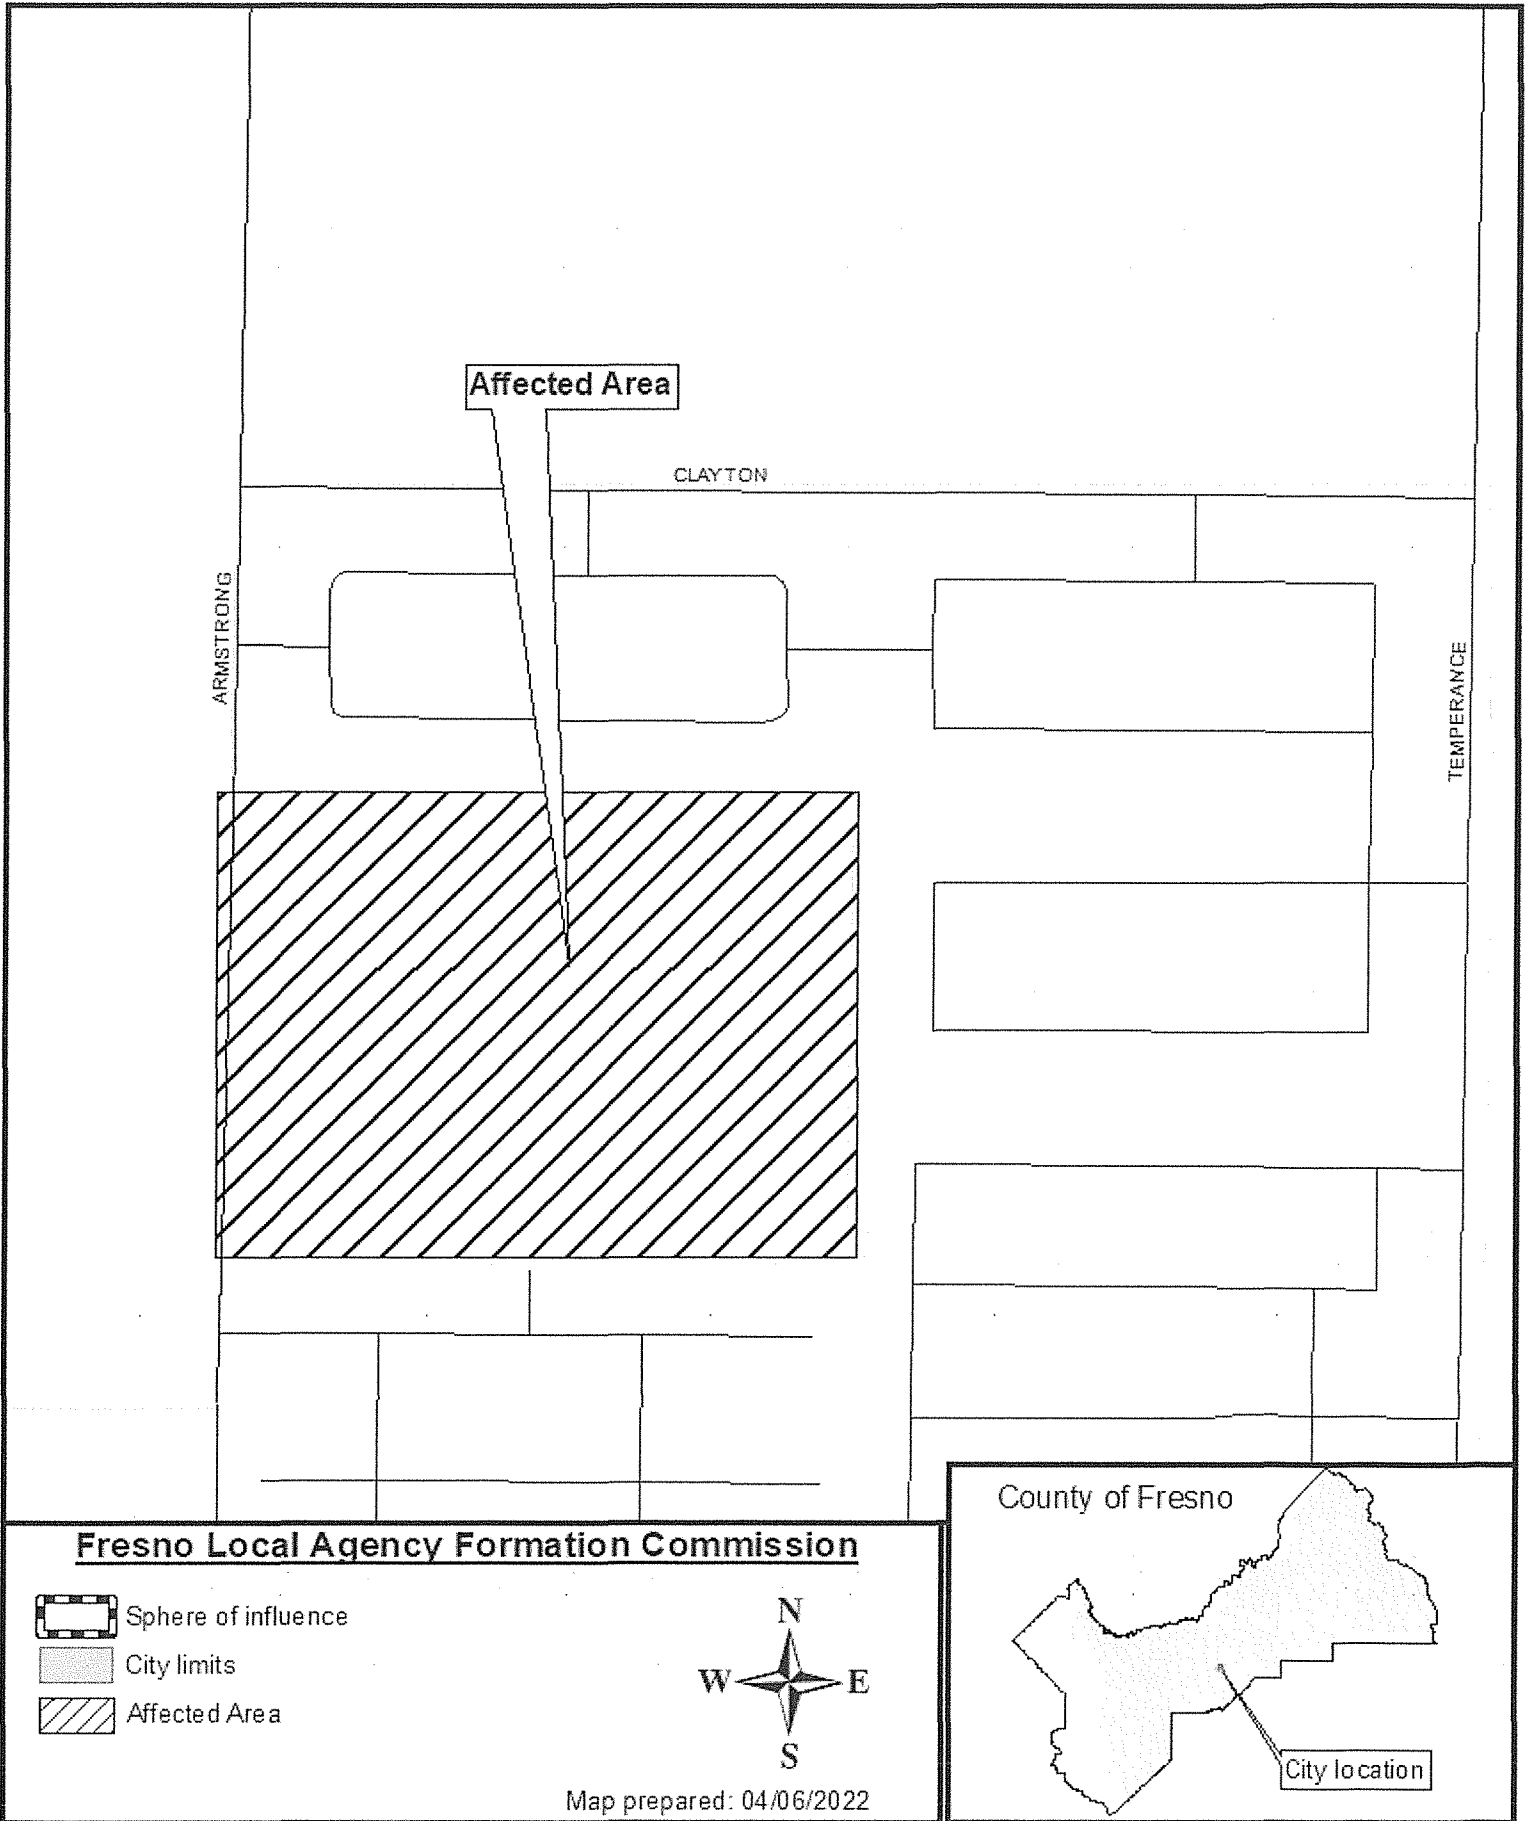 Affected Area
CLAYTON
ARMSTRONG
TEMPERANCE
County of Fresno
City location
Fresno Local Agency Formation Commission
Sphere of influence
City limits
Affected Area
N
W E
S
Map prepared: 04/06/2022